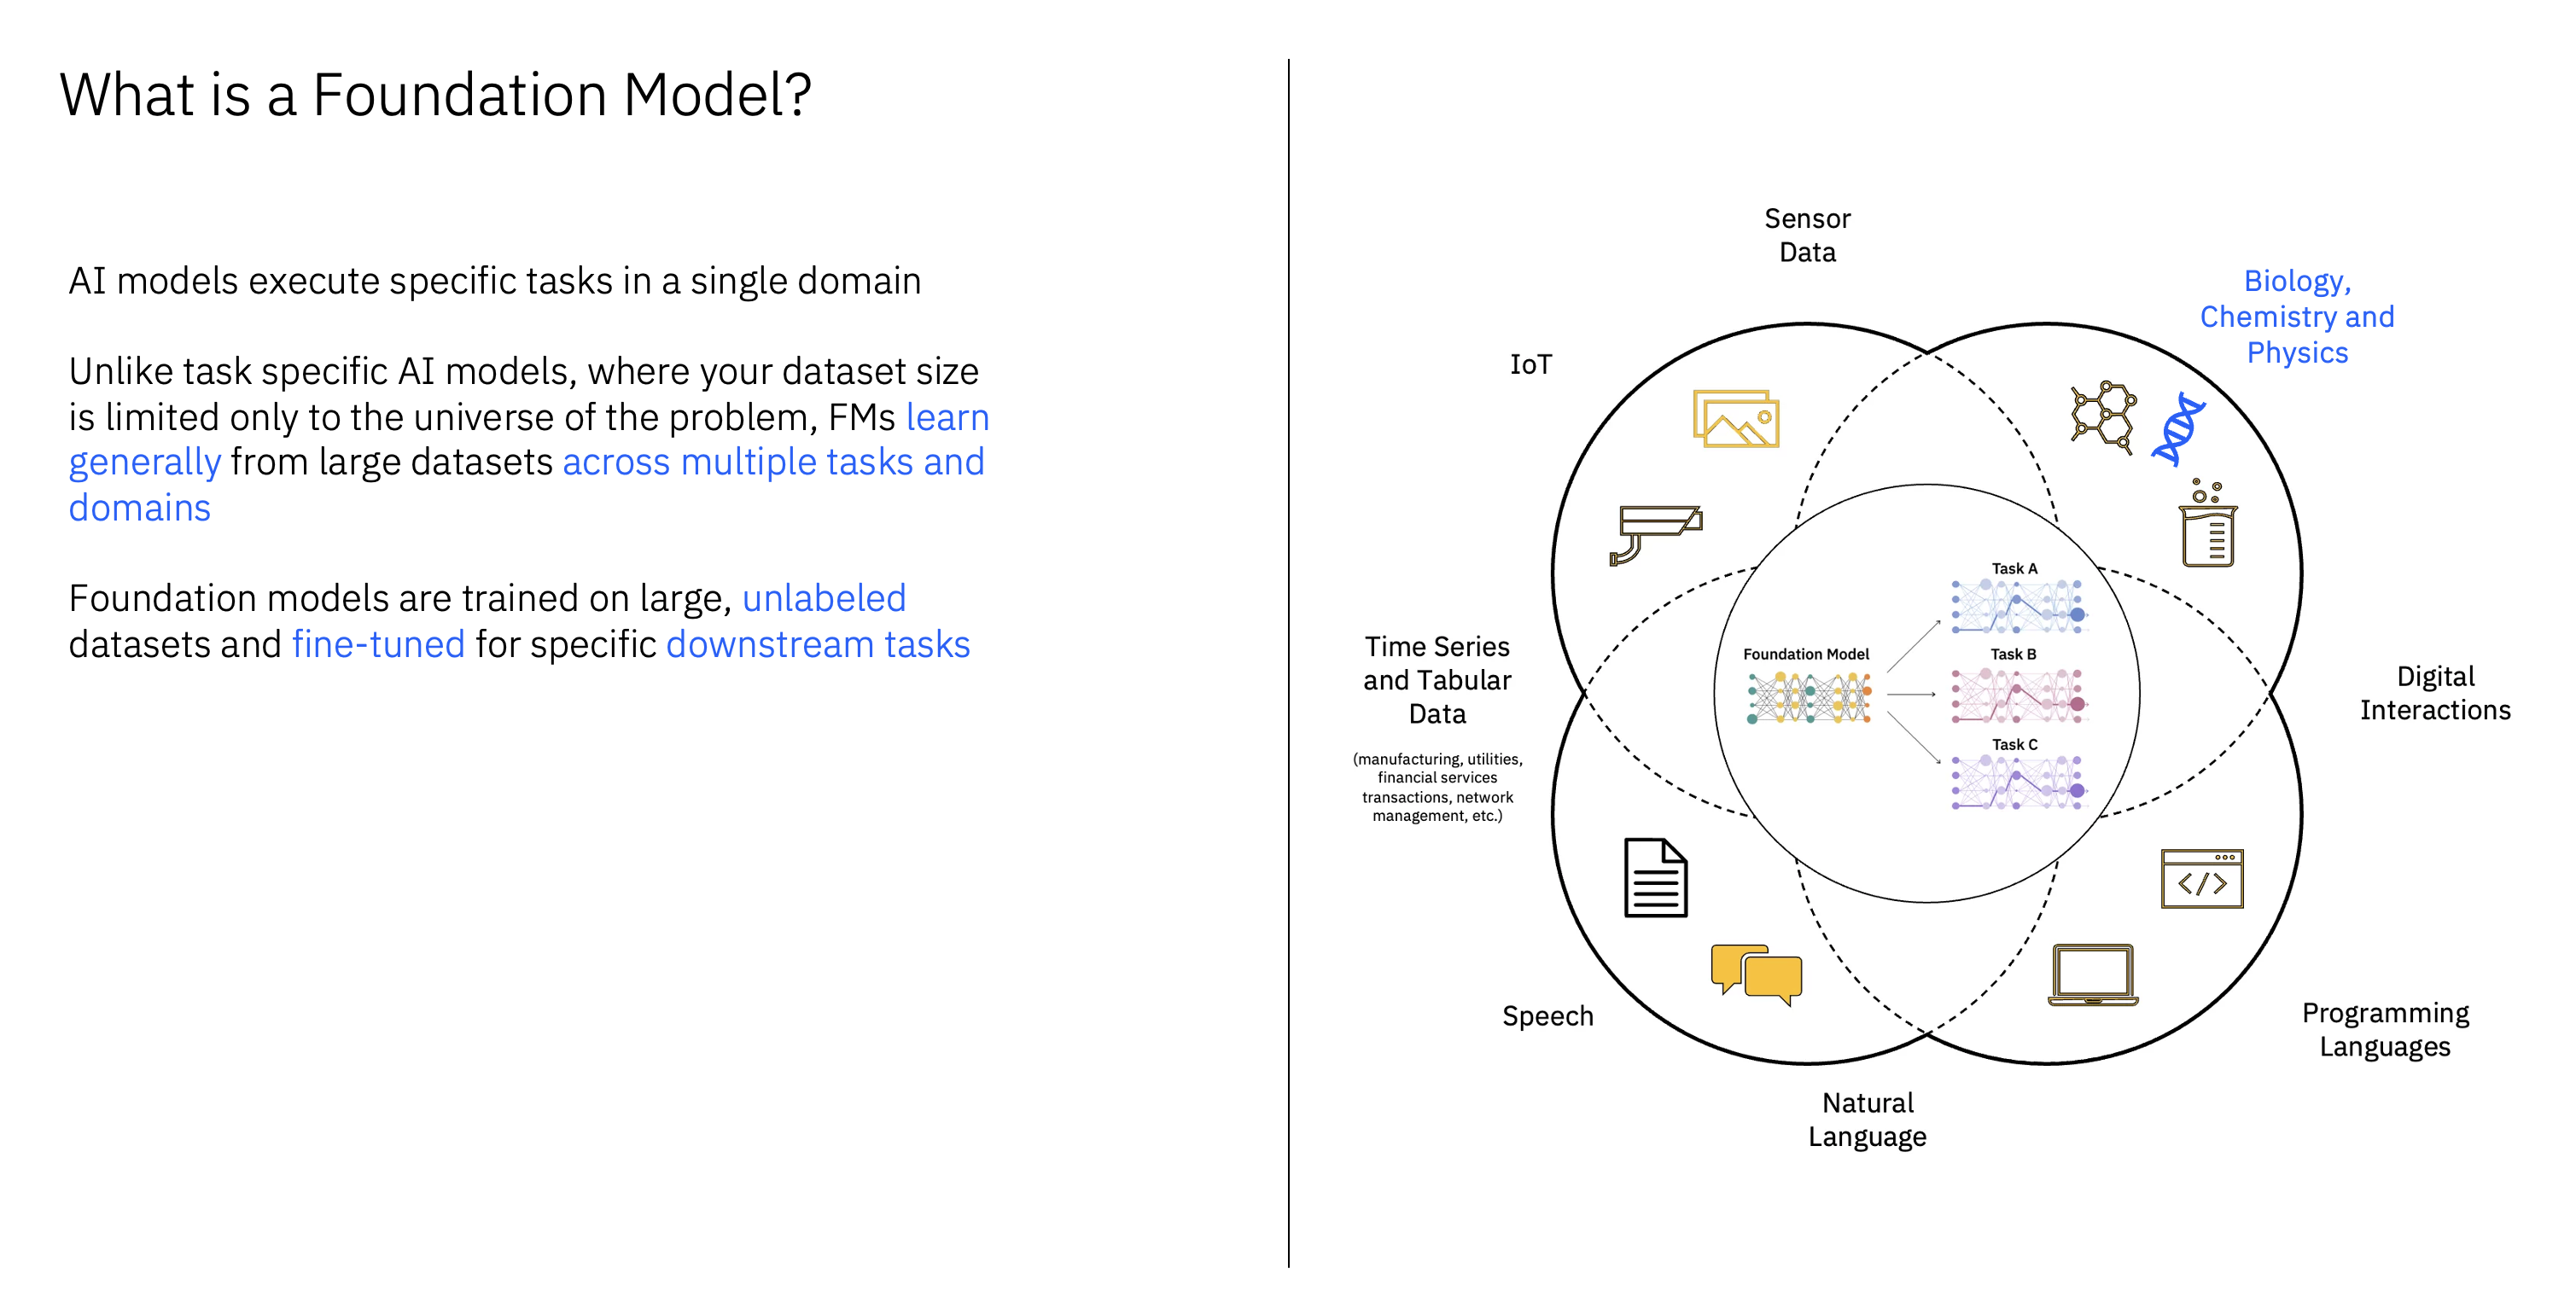 What is a Foundation Model?
AI models execute specific tasks in a single domain
Unlike task specific AI models, where your dataset size
is limited only to the universe of the problem, FMs learn
generally from large datasets across multiple tasks and
domains
Foundation models are trained on large, unlabeled
datasets and fine-tuned for specific downstream tasks
Sensor
Data
Biology,
Chemistry and
Physics
IoT
Task A
Foundation Model
Task B
Task C
Time Series
and Tabular
Data
(manufacturing, utilities,
financial services
transactions, network
management, etc.)
Digital
Interactions
</>
Speech
Programming
Languages
Natural
Language